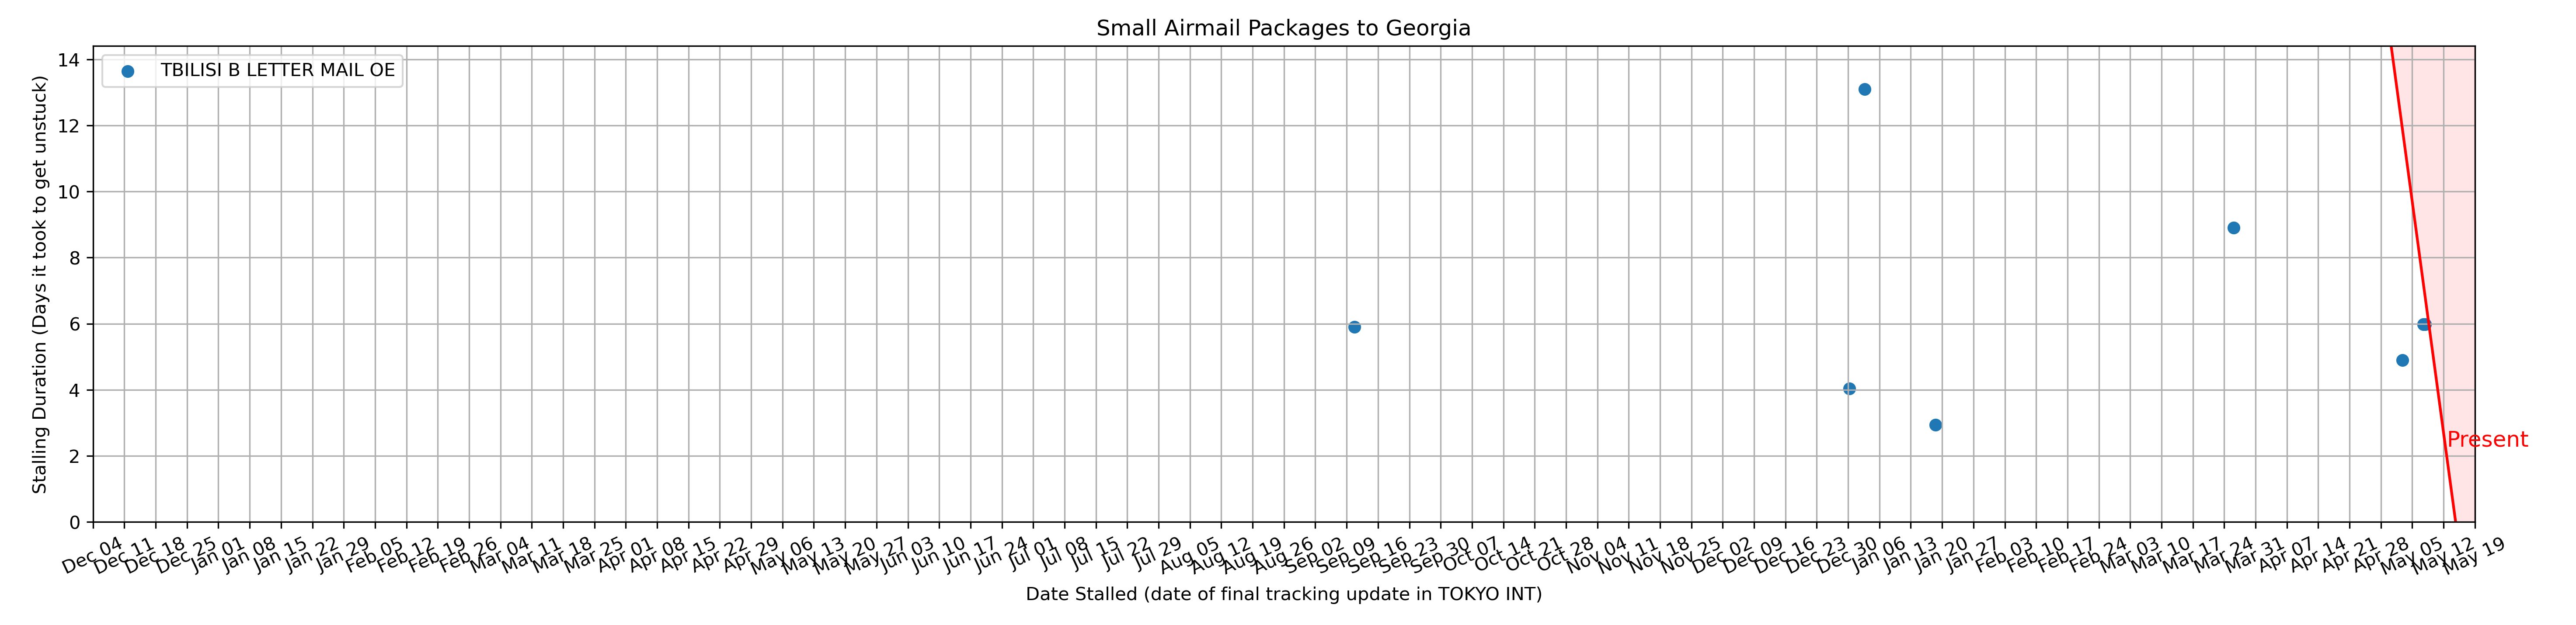 Small Airmail Packages to Georgia
TBILISI B LETTER MAIL OE
Stalling Duration (Days it took to get unstuck)
14
12
10
8
6
4
2
0
Present
Dec 04
Dec 11
Dec 18
Dec 25
Jan 01
Jan 08
Jan 15
Jan 22
Jan 29
Feb 05
Feb 12
Feb 19
Feb 26
Mar 04
Mar 11
Mar 18
Mar 25
Apr 01
Apr 08
Apr 15
Apr 22
Apr 29
May 06
May 13
May 20
May 27
Jun 03
Jun 10
Jun 17
Jun 24
Jul 01
Jul 08
Jul 15
Jul 22
Jul 29
Aug 05
Aug 12
Aug 19
Aug 26
Sep 02
Sep 09
Sep 16
Sep 23
Sep 30
Oct 07
Oct 14
Oct 21
Oct 28
Nov 04
Nov 11
Nov 18
Nov 25
Dec 02
Dec 09
Dec 16
Dec 23
Dec 30
Jan 06
Jan 13
Jan 20
Jan 27
Feb 03
Feb 10
Feb 17
Feb 24
Mar 03
Mar 10
Mar 17
Mar 24
Mar 31
Apr 07
Apr 14
Apr 21
Apr 28
May 05
May 12
May 19
Date Stalled (date of final tracking update in TOKYO INT)